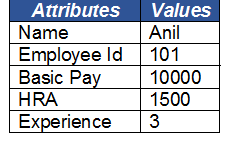 Attributes Values
Name Anil
Employee Id 101
Basic Pay 10000
HRA 1500
Experience 3